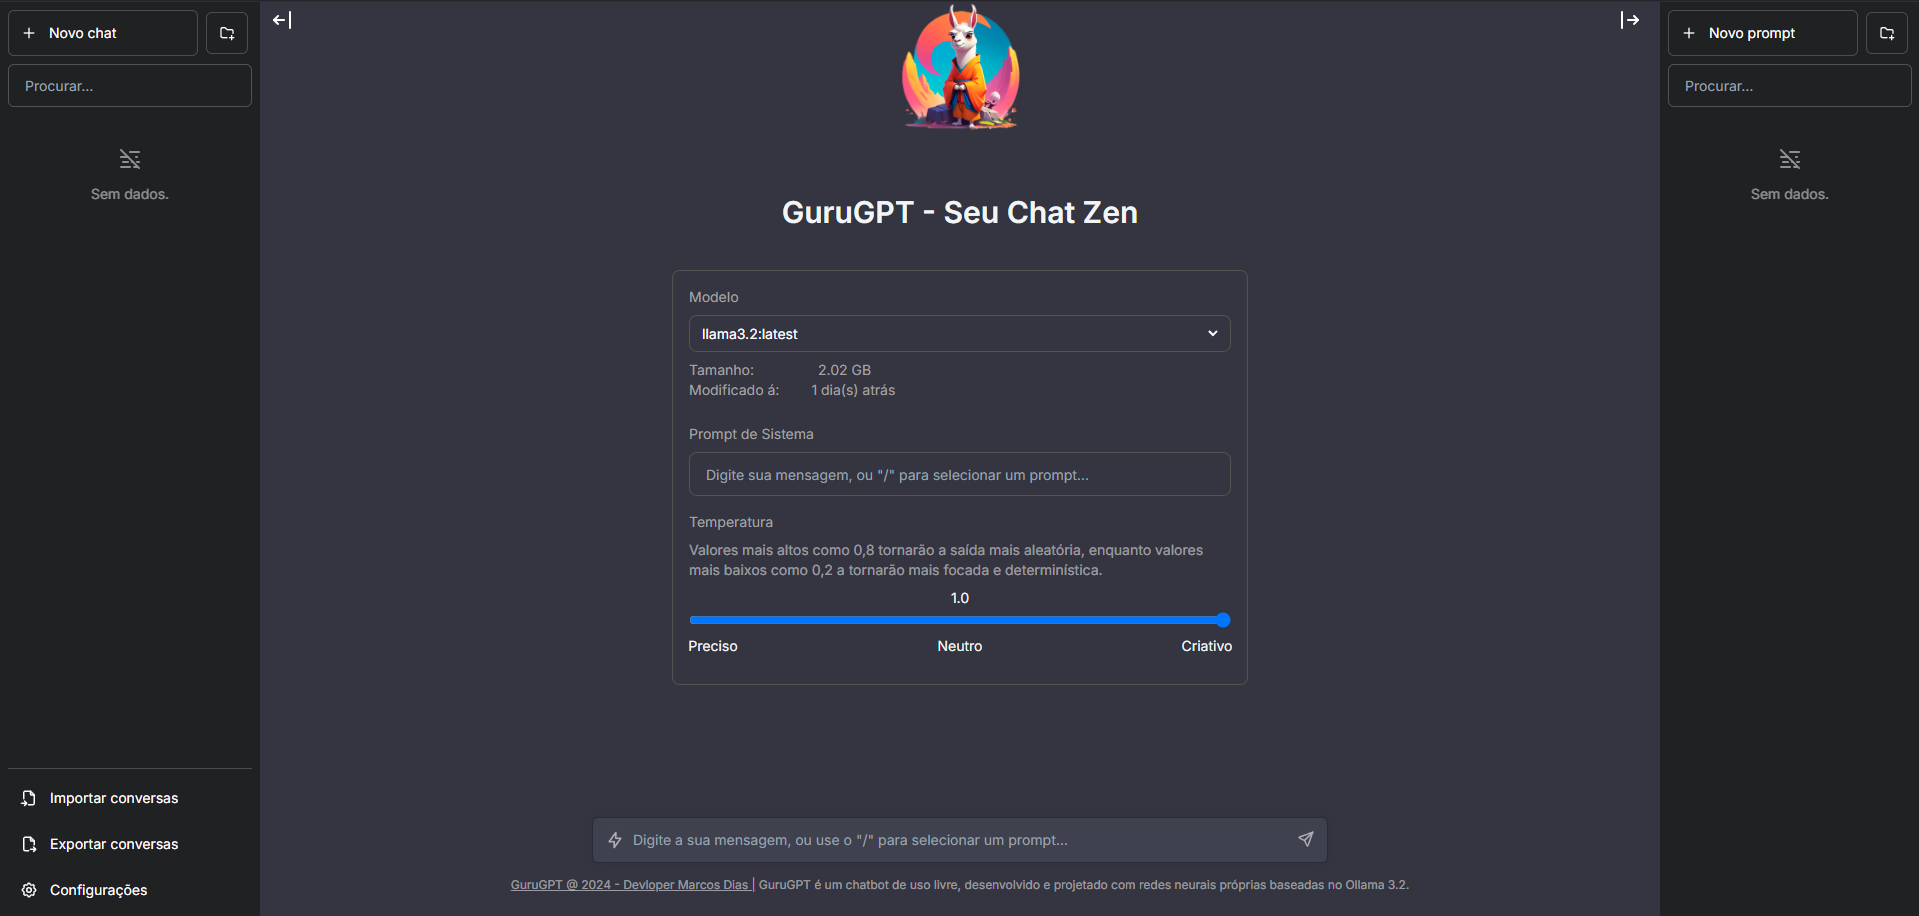 Novo chat
Procurar...
Sem dados.
Importar conversas
Exportar conversas
Configurações
GuruGPT - Seu Chat Zen
Modelo
llama3.2:latest
Tamanho: 2.02 GB
Modificado á: 1 dia(s) atrás
Prompt de Sistema
Digite sua mensagem, ou "/" para selecionar um prompt...
Temperatura
Valores mais altos como 0,8 tornarão a saída mais aleatória, enquanto valores
mais baixos como 0,2 a tornarão mais focada e determinística.
1.0
Preciso Neutro Criativo
Digite a sua mensagem, ou use o "/" para selecionar um prompt...
GuruGPT @ 2024 - Devloper Marcos Dias | GuruGPT é um chatbot de uso livre, desenvolvido e projetado com redes neurais próprias baseadas no Ollama 3.2.
Novo prompt
Procurar...
Sem dados.